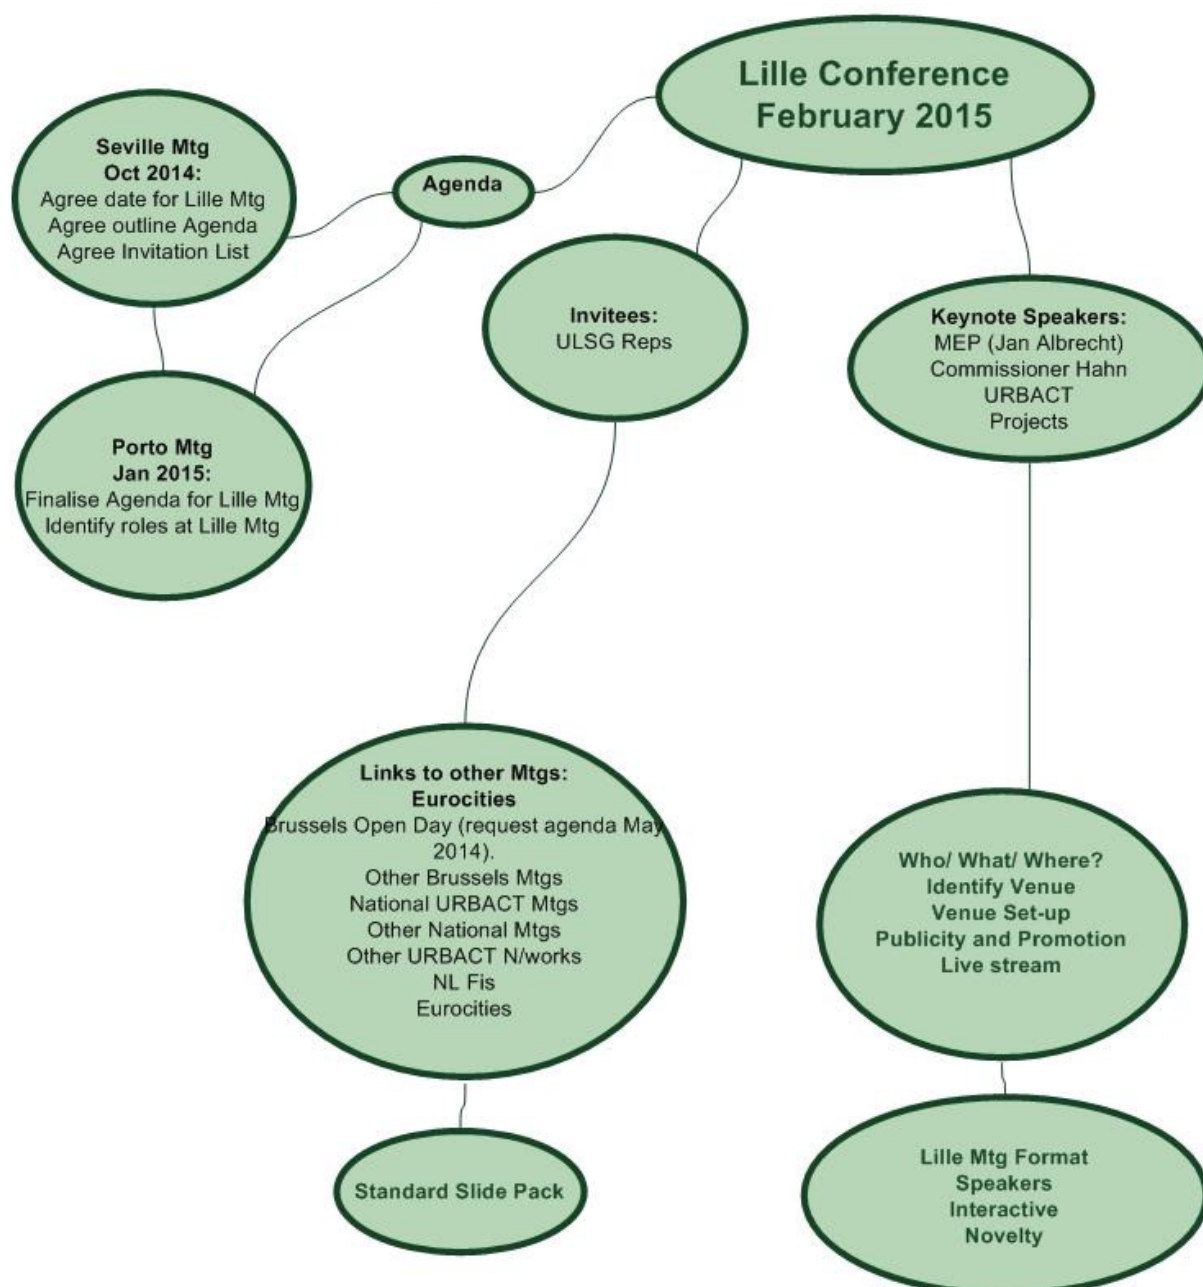 Lille Conference
February 2015
Agenda
Seville Mtg
Oct 2014:
Agree date for Lille Mtg
Agree outline Agenda
Agree Invitation List
Porto Mtg
Jan 2015:
Finalise Agenda for Lille Mtg
Identify roles at Lille Mtg
Invitees:
ULSG Reps
Keynote Speakers:
MEP (Jan Albrecht)
Commissioner Hahn
URBACT
Projects
Links to other Mtgs:
Eurocities
Brussels Open Day (request agenda May
2014).
Other Brussels Mtgs
National URBACT Mtgs
Other National Mtgs
Other URBACT N/works
NL Fis
Eurocities
Who/ What/ Where?
Identify Venue
Venue Set-up
Publicity and Promotion
Live stream
Standard Slide Pack
Lille Mtg Format
Speakers
Interactive
Novelty